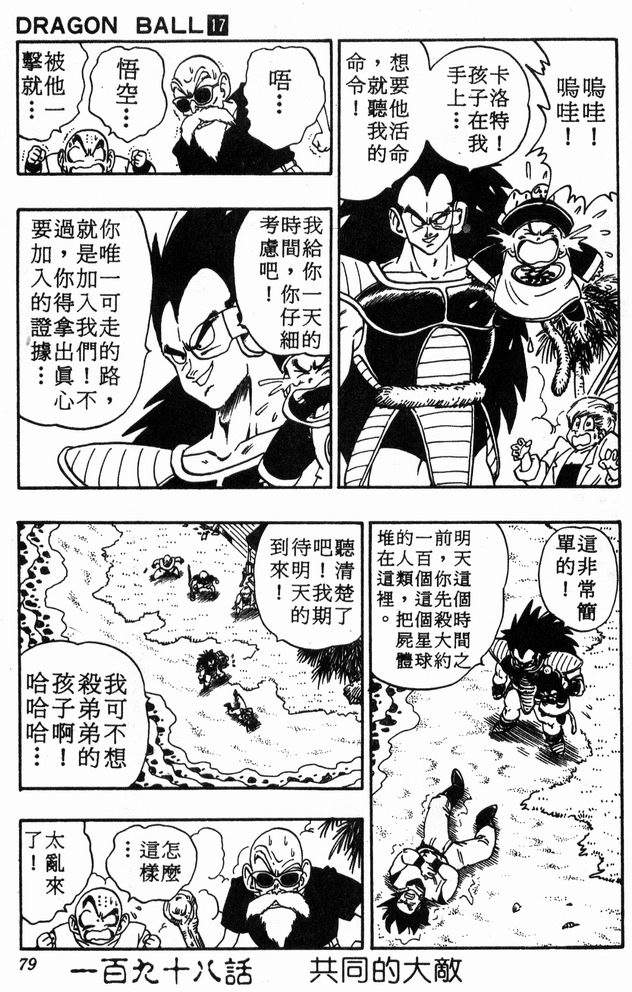 DRAGON BALL 17
嗚哇!
嗚哇!
卡洛特!
孩子在我
手上…
想要他活命
,就聽我的
命令!
唔…
悟空…
被他一
擊就…
我給你一天的
時間,你仔細
考慮吧!
你唯一可走的路,
就是加入我們!不
過,你得拿出真心
要加入的證據…
這非常簡
單的!
明天這個時間之
前,你先殺大約
一百個這個星球
的人類,把屍體
堆在這裡。
聽清楚了
吧!我期
待明天的
到來!
我可不想
殺弟弟的
孩子啊!
哈哈哈…
怎麼
這樣
…
太亂來
了!
79
一百九十八話 共同的大敵